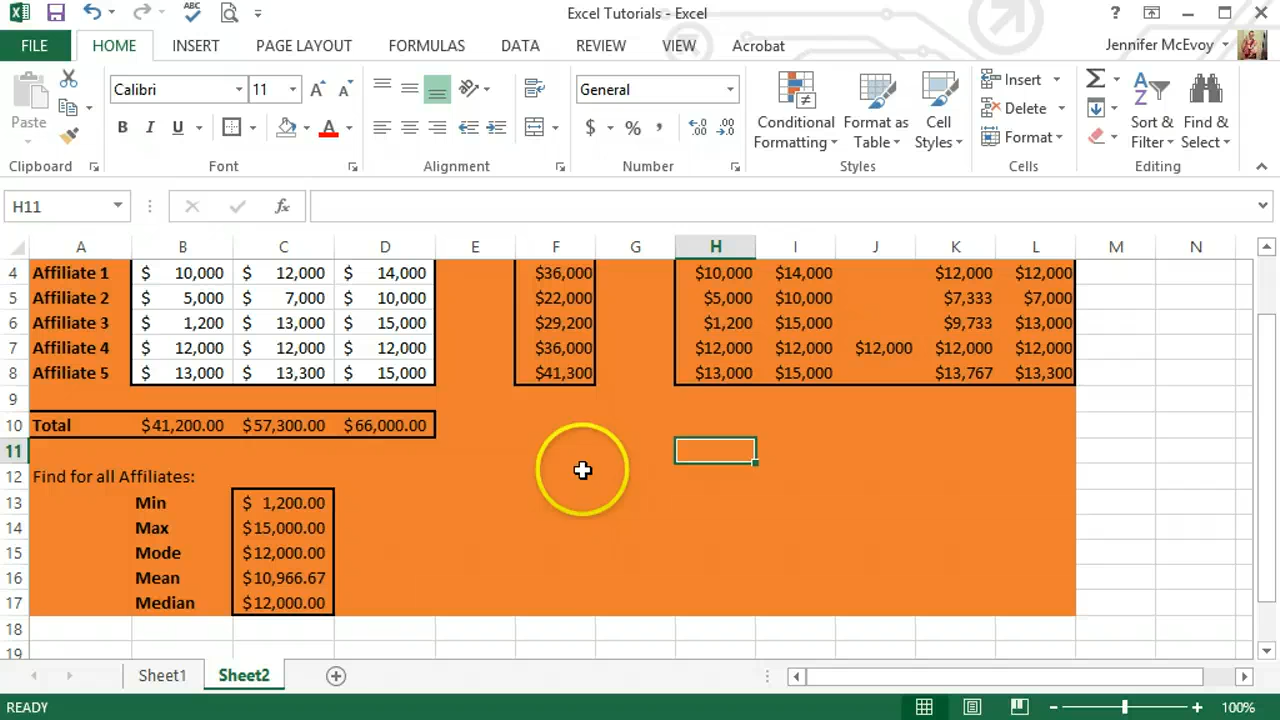 Excel Tutorials - Excel
ABC
?
FILE HOME INSERT PAGE LAYOUT FORMULAS DATA REVIEW VIEW Acrobat Jennifer McEvoy
Paste
Calibri 11
B I U A
General
$ % ,
Conditional Formatting
Format as Table
Cell Styles
Insert
Delete
Format
Sort & Filter
Find & Select
Clipboard Font Alignment Number Styles Cells Editing
H11 fx
A B C D E F G H I J K L M N
4 Affiliate 1 $ 10,000 $ 12,000 $ 14,000 $36,000 $10,000 $14,000 $12,000 $12,000
5 Affiliate 2 $ 5,000 $ 7,000 $ 10,000 $22,000 $5,000 $10,000 $7,333 $7,000
6 Affiliate 3 $ 1,200 $ 13,000 $ 15,000 $29,200 $1,200 $15,000 $9,733 $13,000
7 Affiliate 4 $ 12,000 $ 12,000 $ 12,000 $36,000 $12,000 $12,000 $12,000 $12,000 $12,000
8 Affiliate 5 $ 13,000 $ 13,300 $ 15,000 $41,300 $13,000 $15,000 $13,767 $13,300
9
10 Total $41,200.00 $57,300.00 $66,000.00
11
12 Find for all Affiliates:
13 Min $ 1,200.00
14 Max $15,000.00
15 Mode $12,000.00
16 Mean $10,966.67
17 Median $12,000.00
18
19
Sheet1 Sheet2
READY 100%